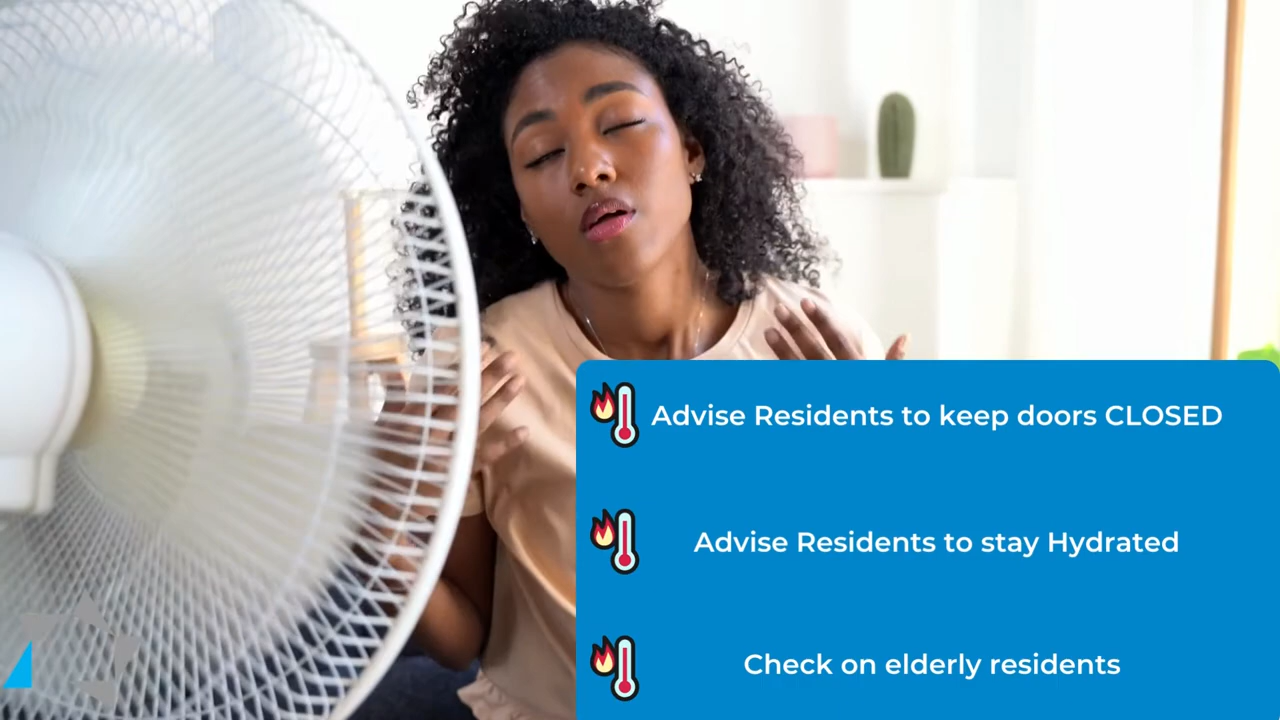 Advise Residents to keep doors CLOSED
Advise Residents to stay Hydrated
Check on elderly residents